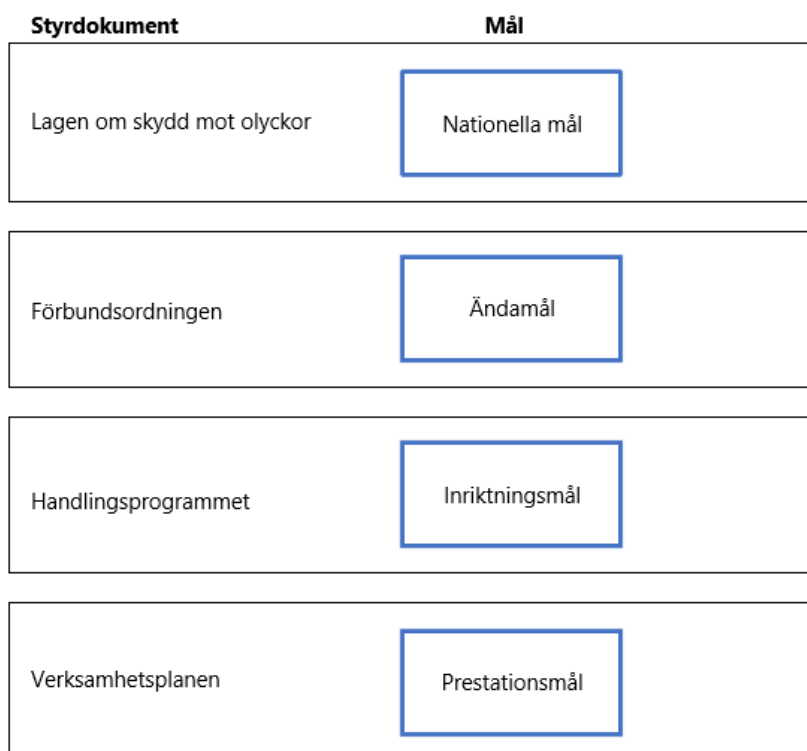 Styrdokument Mål
Lagen om skydd mot olyckor Nationella mål
Förbundsordningen Ändamål
Handlingsprogrammet Inriktningsmål
Verksamhetsplanen Prestationsmål